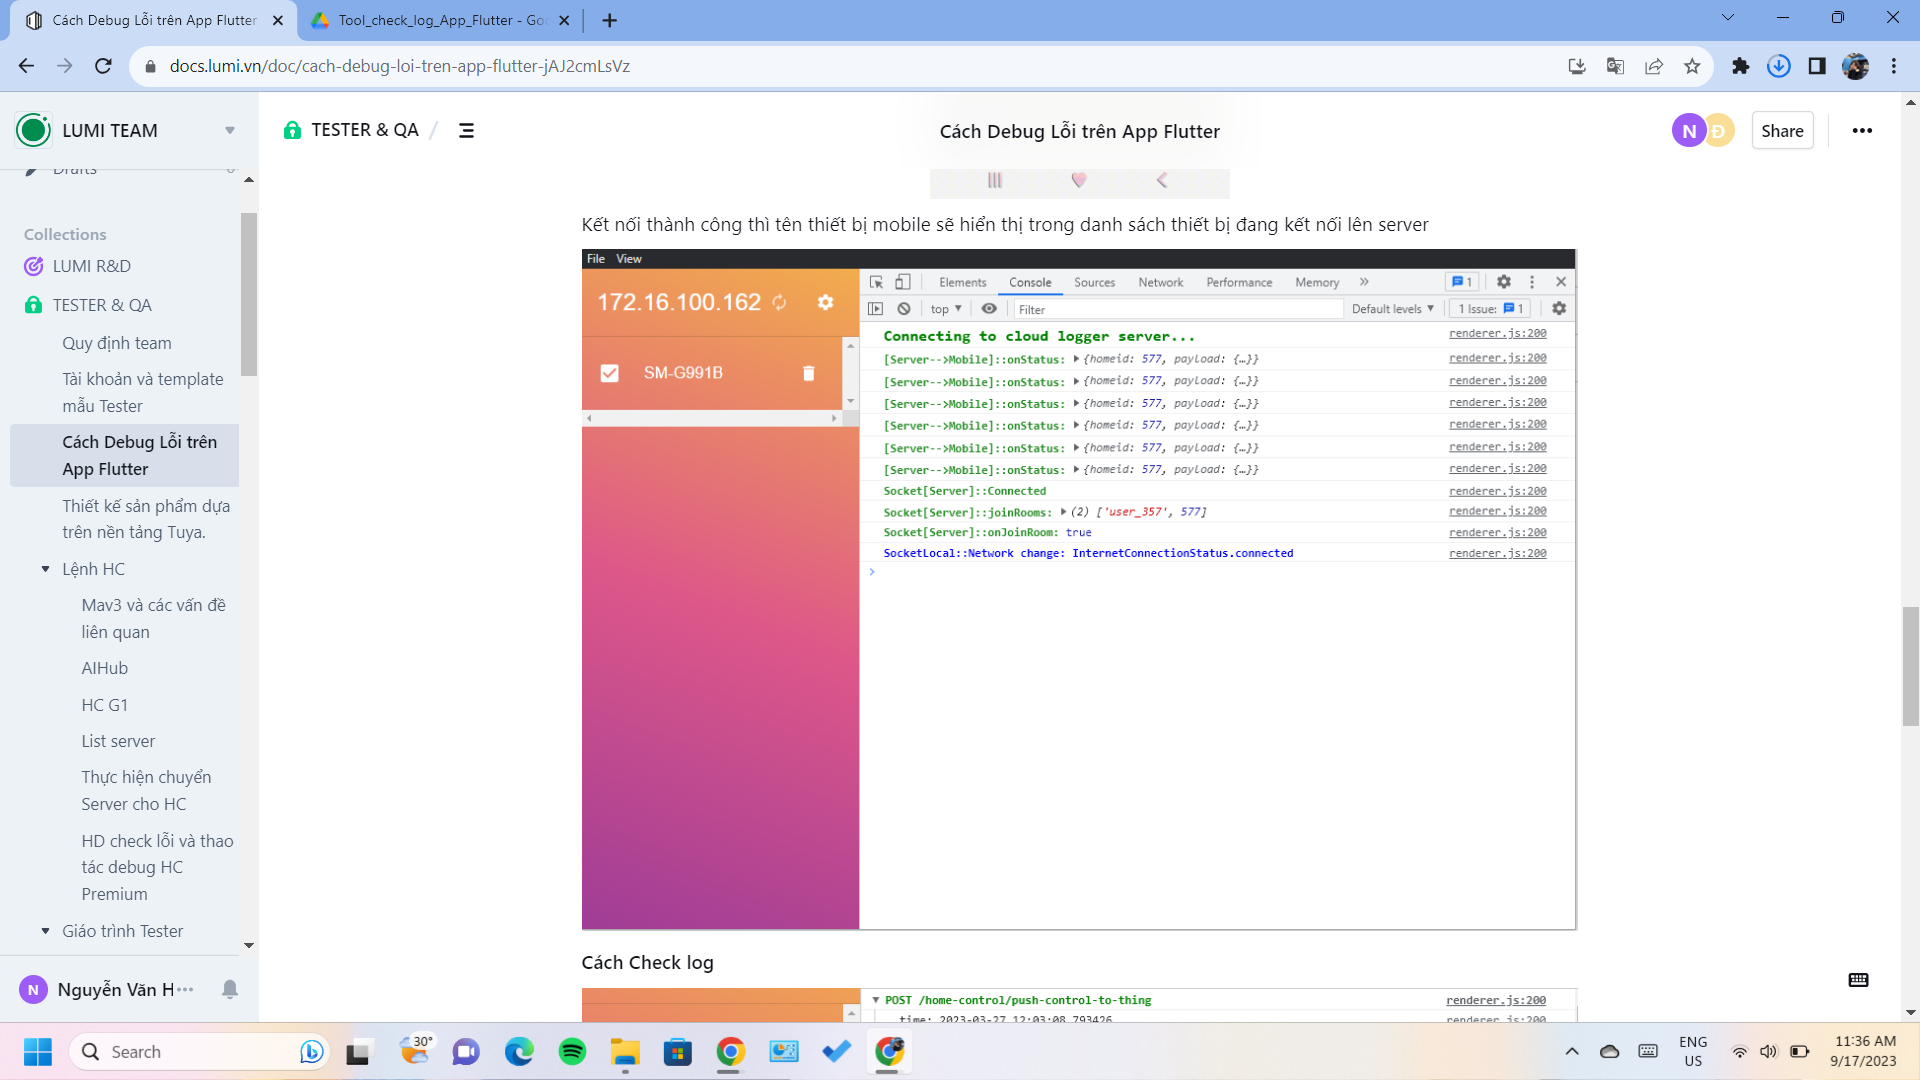 Cách Debug Lỗi trên App Flutter
Tool_check_log_App_Flutter - Goo
docs.lumi.vn/doc/cach-debug-loi-tren-app-flutter-jAJ2cmLsVz
LUMI TEAM
TESTER & QA /
Cách Debug Lỗi trên App Flutter
N
Đ
Share
Drafts
Collections
LUMI R&D
TESTER & QA
Quy định team
Tài khoản và template
mẫu Tester
Cách Debug Lỗi trên
App Flutter
Thiết kế sản phẩm dựa
trên nền tảng Tuya.
Lệnh HC
Mav3 và các vấn đề
liên quan
AIHub
HC G1
List server
Thực hiện chuyển
Server cho HC
HD check lỗi và thao
tác debug HC
Premium
Giáo trình Tester
N
Nguyễn Văn H
Kết nối thành công thì tên thiết bị mobile sẽ hiển thị trong danh sách thiết bị đang kết nối lên server
File View
172.16.100.162
SM-G991B
Elements Console Sources Network Performance Memory » 1
top Filter Default levels 1 Issue: 1
Connecting to cloud logger server... renderer.js:200
[Server-->Mobile]::onStatus: {homeid: 577, payload: {…}} renderer.js:200
[Server-->Mobile]::onStatus: {homeid: 577, payload: {…}} renderer.js:200
[Server-->Mobile]::onStatus: {homeid: 577, payload: {…}} renderer.js:200
[Server-->Mobile]::onStatus: {homeid: 577, payload: {…}} renderer.js:200
[Server-->Mobile]::onStatus: {homeid: 577, payload: {…}} renderer.js:200
[Server-->Mobile]::onStatus: {homeid: 577, payload: {…}} renderer.js:200
Socket[Server]::Connected renderer.js:200
Socket[Server]::joinRooms: (2) ['user_357', 577] renderer.js:200
Socket[Server]::onJoinRoom: true renderer.js:200
SocketLocal::Network change: InternetConnectionStatus.connected renderer.js:200
Cách Check log
POST /home-control/push-control-to-thing renderer.js:200
time: 2023-03-27 12:03:08.793426 renderer.js:200
Search
30°
ENG
US
11:36 AM
9/17/2023